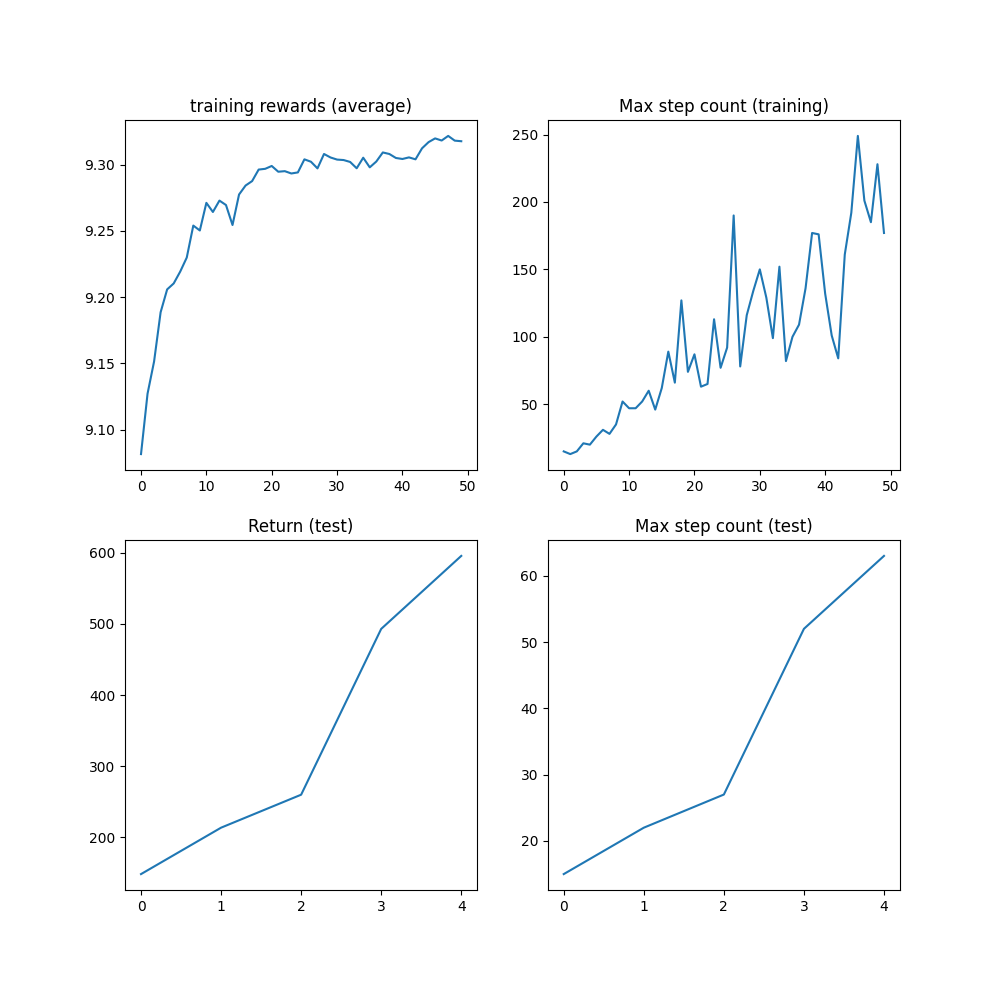 training rewards (average)
9.30
9.25
9.20
9.15
9.10
0 10 20 30 40 50
Max step count (training)
250
200
150
100
50
0 10 20 30 40 50
Return (test)
600
500
400
300
200
0 1 2 3 4
Max step count (test)
60
50
40
30
20
0 1 2 3 4